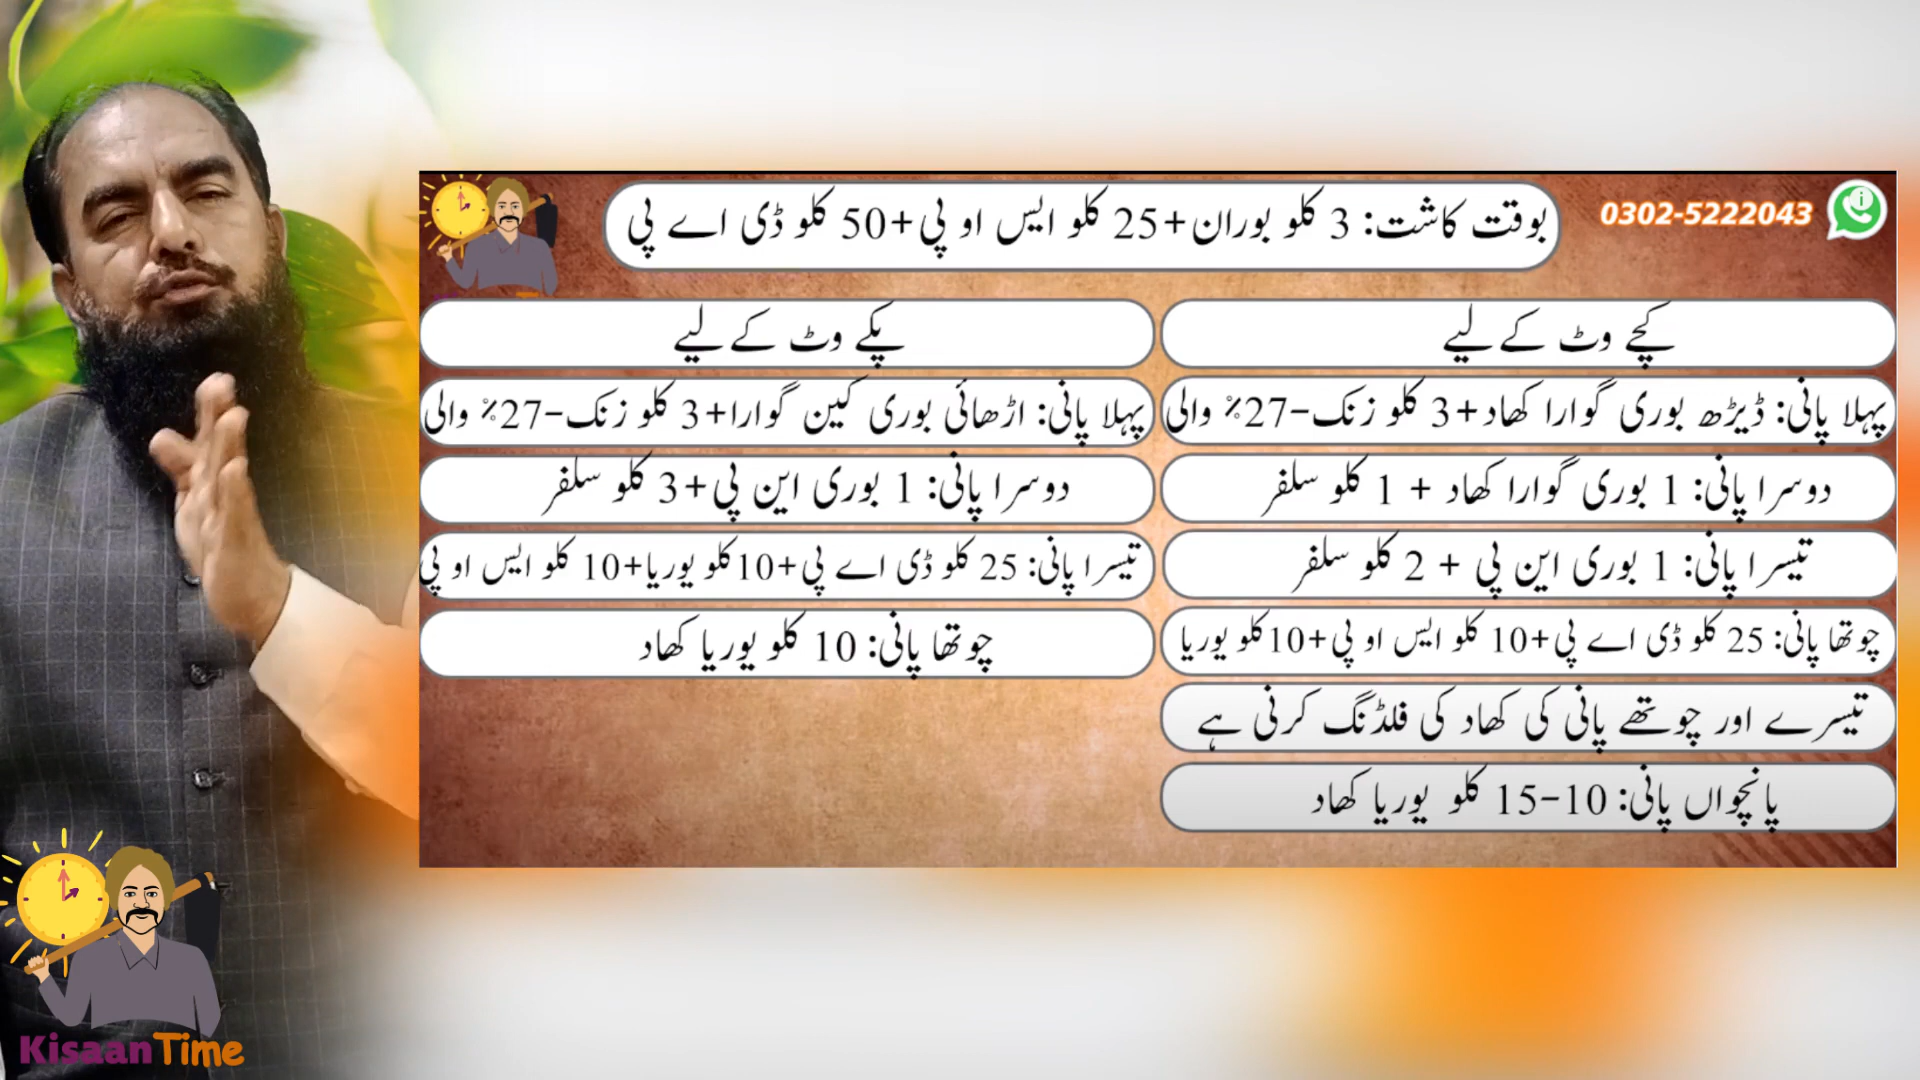 بوقت کاشت: 3 کلو بوران+25 کلو ایس او پی+50 کلو ڈی اے پی
0302-5222043
کچے وٹ کے لیے
پہلا پانی: ڈیڑھ بوری گوارا کھاد+3 کلو زنک-27٪ والی
دوسرا پانی: 1 بوری گوارا کھاد + 1 کلو سلفر
تیسرا پانی: 1 بوری این پی + 2 کلو سلفر
چوتھا پانی: 25 کلو ڈی اے پی+10 کلو ایس او پی+10کلو یوریا
تیسرے اور چوتھے پانی کی کھاد کی فلڈنگ کرنی ہے
پانچواں پانی: 10-15 کلو یوریا کھاد
پکے وٹ کے لیے
پہلا پانی: اڑھائی بوری کین گوارا+3 کلو زنک-27٪ والی
دوسرا پانی: 1 بوری این پی+3 کلو سلفر
تیسرا پانی: 25 کلو ڈی اے پی+10کلو یوریا+10 کلو ایس او پی
چوتھا پانی: 10 کلو یوریا کھاد
KisaanTime